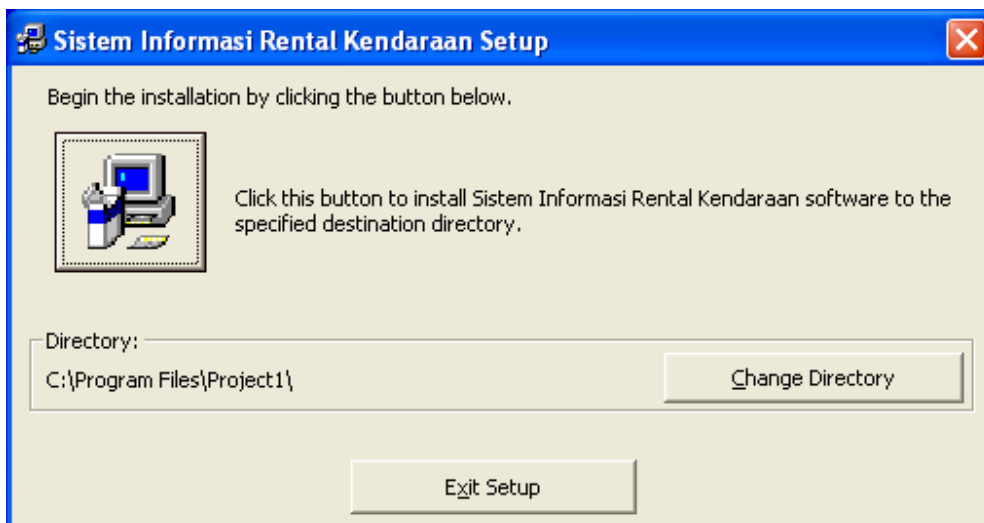 Sistem Informasi Rental Kendaraan Setup
Begin the installation by clicking the button below.
Click this button to install Sistem Informasi Rental Kendaraan software to the
specified destination directory.
Directory:
C:\Program Files\Project1\
Change Directory
Exit Setup